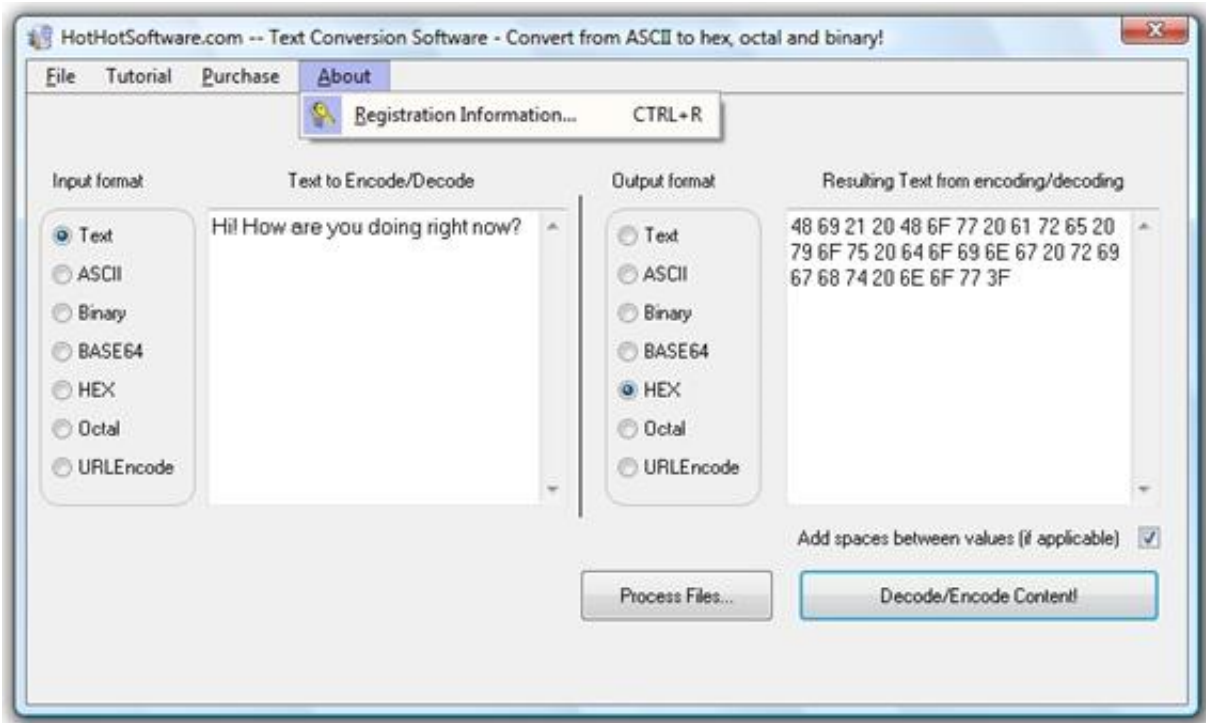 HotHotSoftware.com -- Text Conversion Software - Convert from ASCII to hex, octal and binary!
File Tutorial Purchase About
Registration Information... CTRL+R
Input format Text to Encode/Decode Output format Resulting Text from encoding/decoding
Text
ASCII
Binary
BASE64
HEX
Octal
URLEncode
Hi! How are you doing right now?
Text
ASCII
Binary
BASE64
HEX
Octal
URLEncode
48 69 21 20 48 6F 77 20 61 72 65 20
79 6F 75 20 64 6F 69 6E 67 20 72 69
67 68 74 20 6E 6F 77 3F
Add spaces between values (if applicable)
Process Files... Decode/Encode Content!